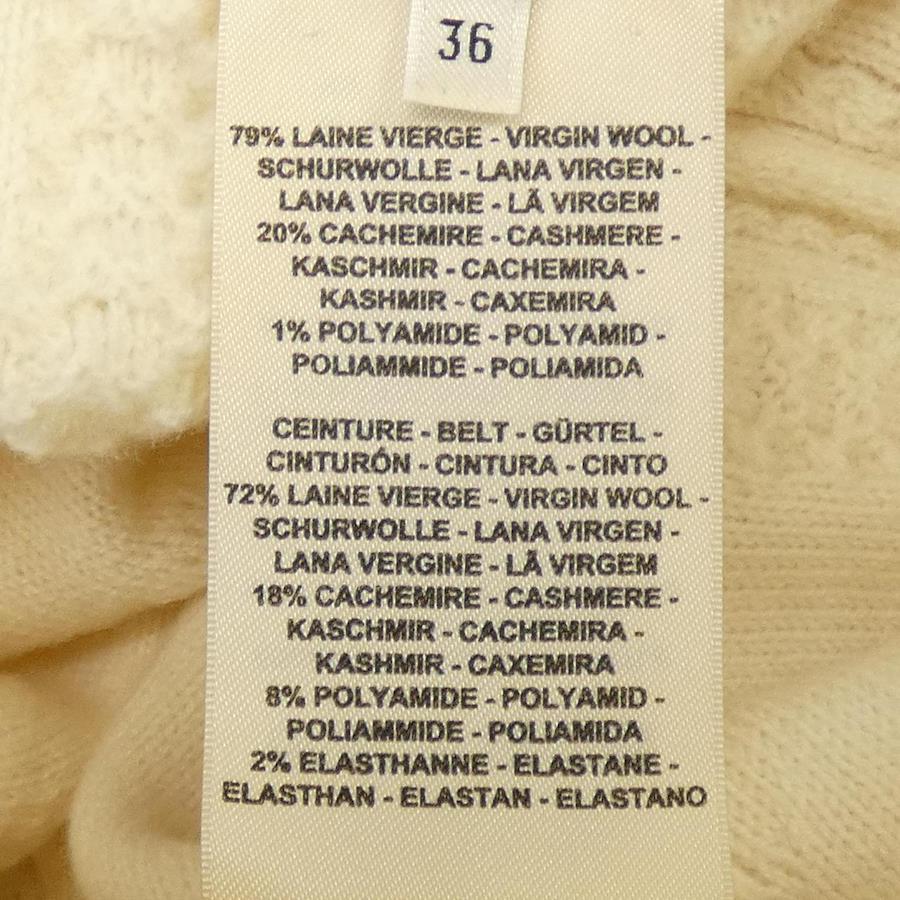 36
79% LAINE VIERGE - VIRGIN WOOL -
SCHURWOLLE - LANA VIRGEN -
LANA VERGINE - LÃ VIRGEM
20% CACHEMIRE - CASHMERE -
KASCHMIR - CACHEMIRA -
KASHMIR - CAXEMIRA
1% POLYAMIDE - POLYAMID -
POLIAMMIDE - POLIAMIDA
CEINTURE - BELT - GÜRTEL -
CINTURÓN - CINTURA - CINTO
72% LAINE VIERGE - VIRGIN WOOL -
SCHURWOLLE - LANA VIRGEN -
LANA VERGINE - LÃ VIRGEM
18% CACHEMIRE - CASHMERE -
KASCHMIR - CACHEMIRA -
KASHMIR - CAXEMIRA
8% POLYAMIDE - POLYAMID -
POLIAMMIDE - POLIAMIDA
2% ELASTHANNE - ELASTANE -
ELASTHAN - ELASTAN - ELASTANO